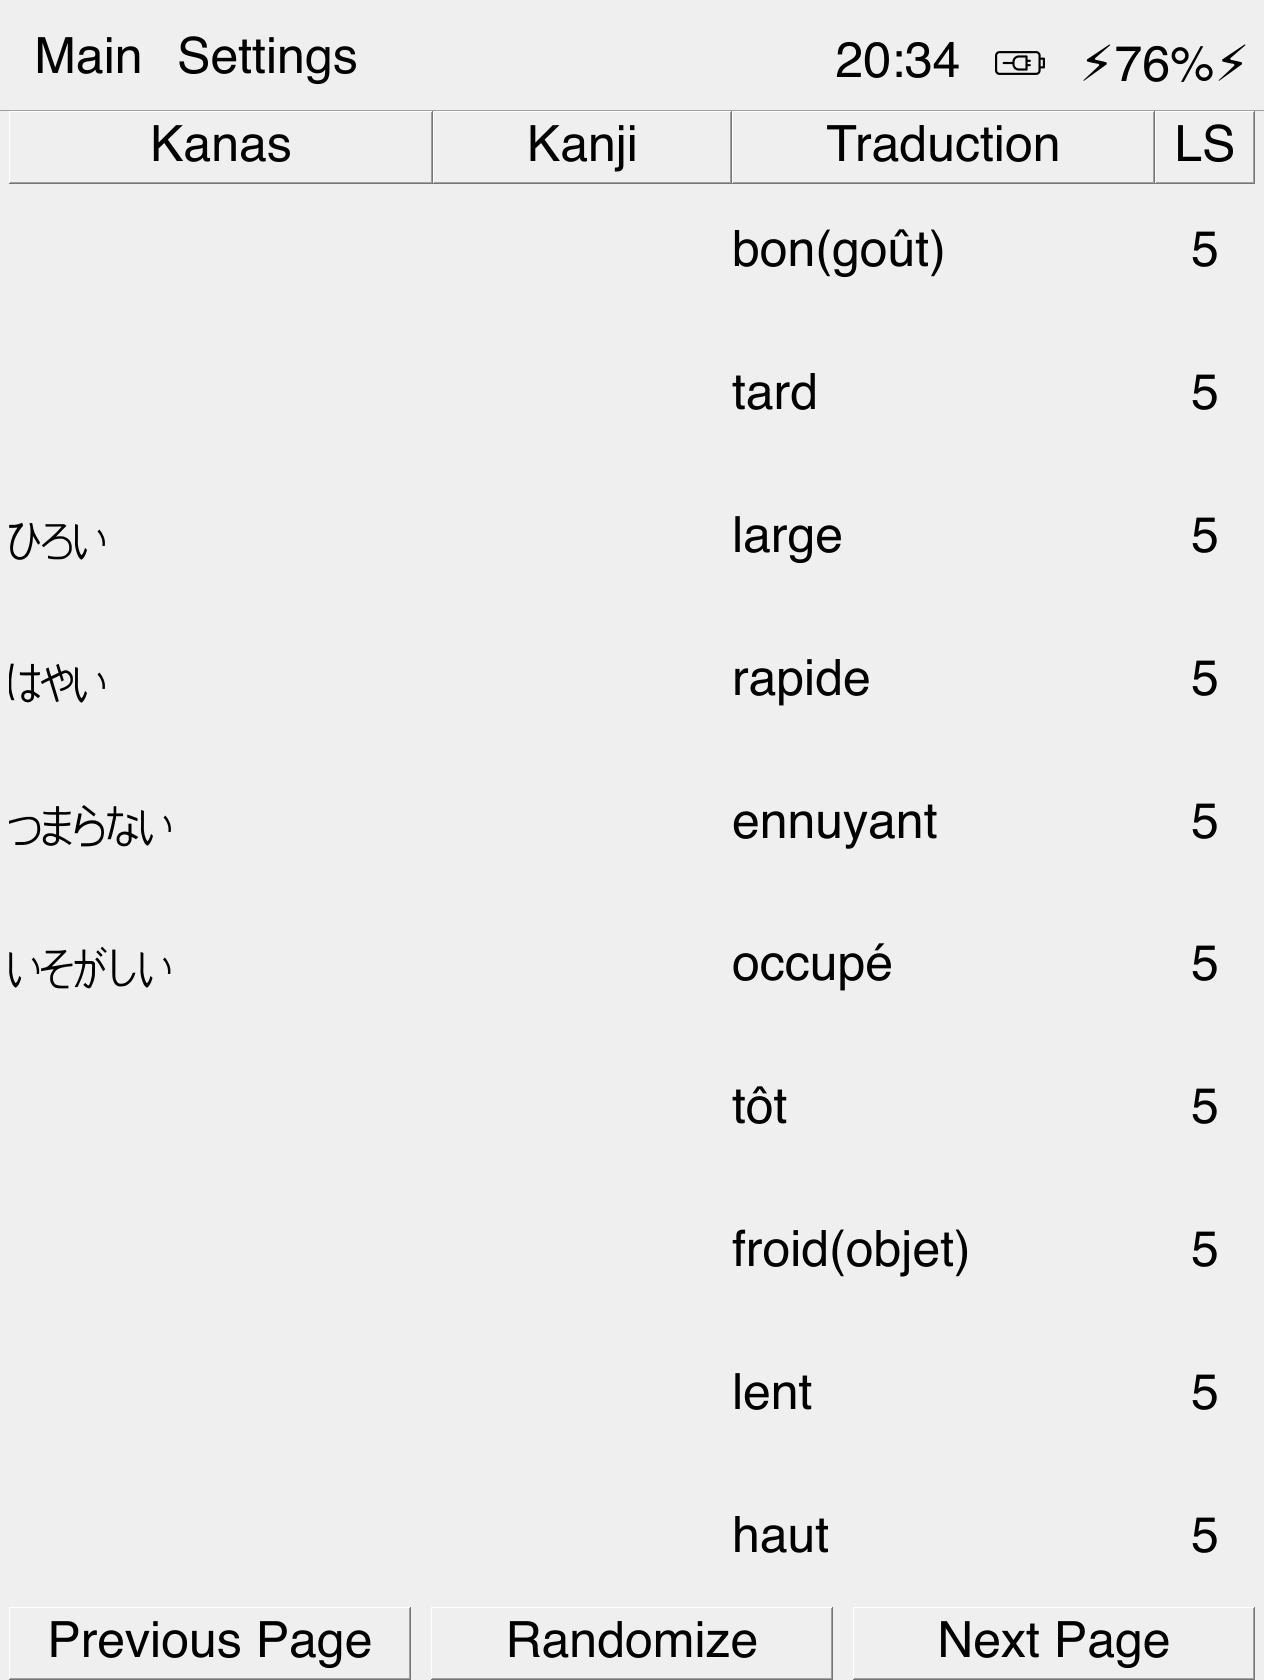 Main Settings 20:34 ⚡76%⚡
Kanas Kanji Traduction LS
bon(goût) 5
tard 5
ひろい large 5
はやい rapide 5
つまらない ennuyant 5
いそがしい occupé 5
tôt 5
froid(objet) 5
lent 5
haut 5
Previous Page Randomize Next Page